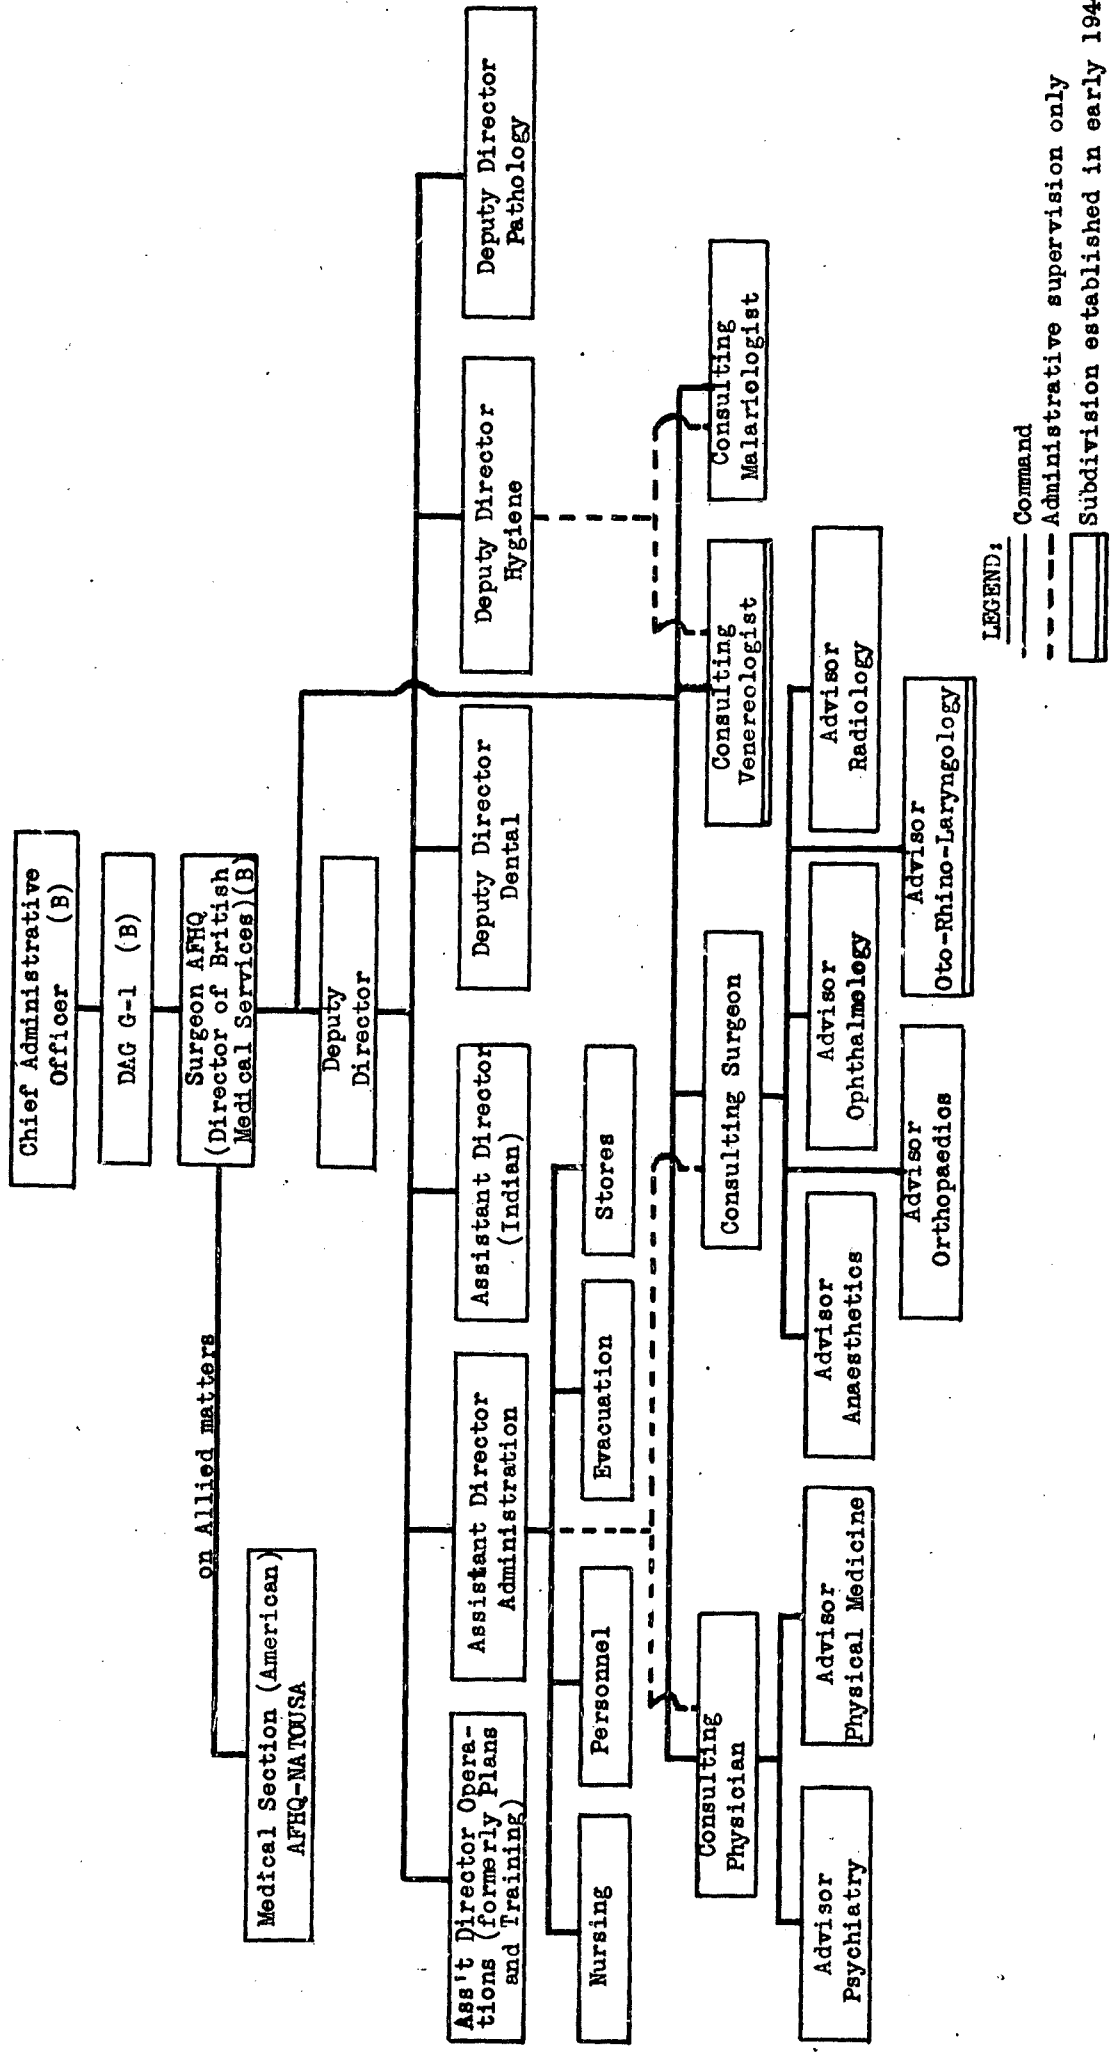 Chief Administrative
Officer (B)
DAG G-1 (B)
Surgeon AFHQ
(Director of British
Medical Services)(B)
on Allied matters
Medical Section (American)
AFHQ-NATOUSA
Deputy
Director
Ass't Director Opera-
tions (formerly Plans
and Training)
Assistant Director
Administration
Assistant Director
(Indian)
Deputy Director
Dental
Deputy Director
Hygiene
Deputy Director
Pathology
Nursing
Personnel
Evacuation
Stores
Consulting
Physician
Consulting Surgeon
Consulting
Venereologist
Consulting
Malariologist
Advisor
Psychiatry
Advisor
Physical Medicine
Advisor
Anaesthetics
Advisor
Ophthalmology
Advisor
Radiology
Advisor
Orthopaedics
Advisor
Oto-Rhino-Laryngology
LEGEND:
Command
Administrative supervision only
Subdivision established in early